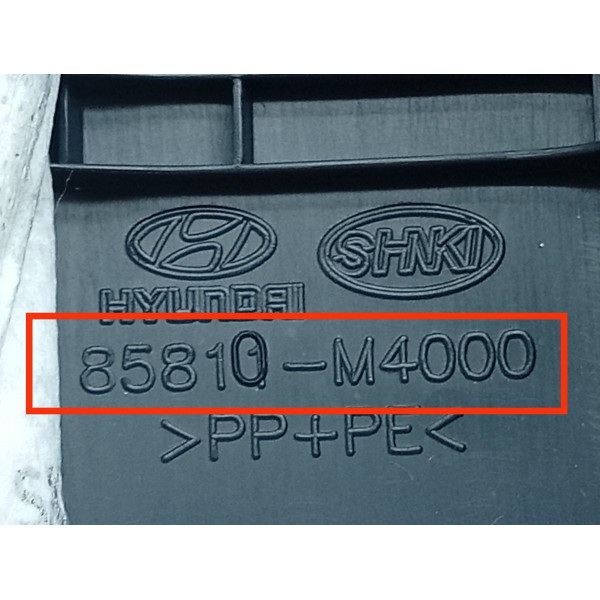 SHNKI
HYUNDAI
85810-M4000
>PP+PE<